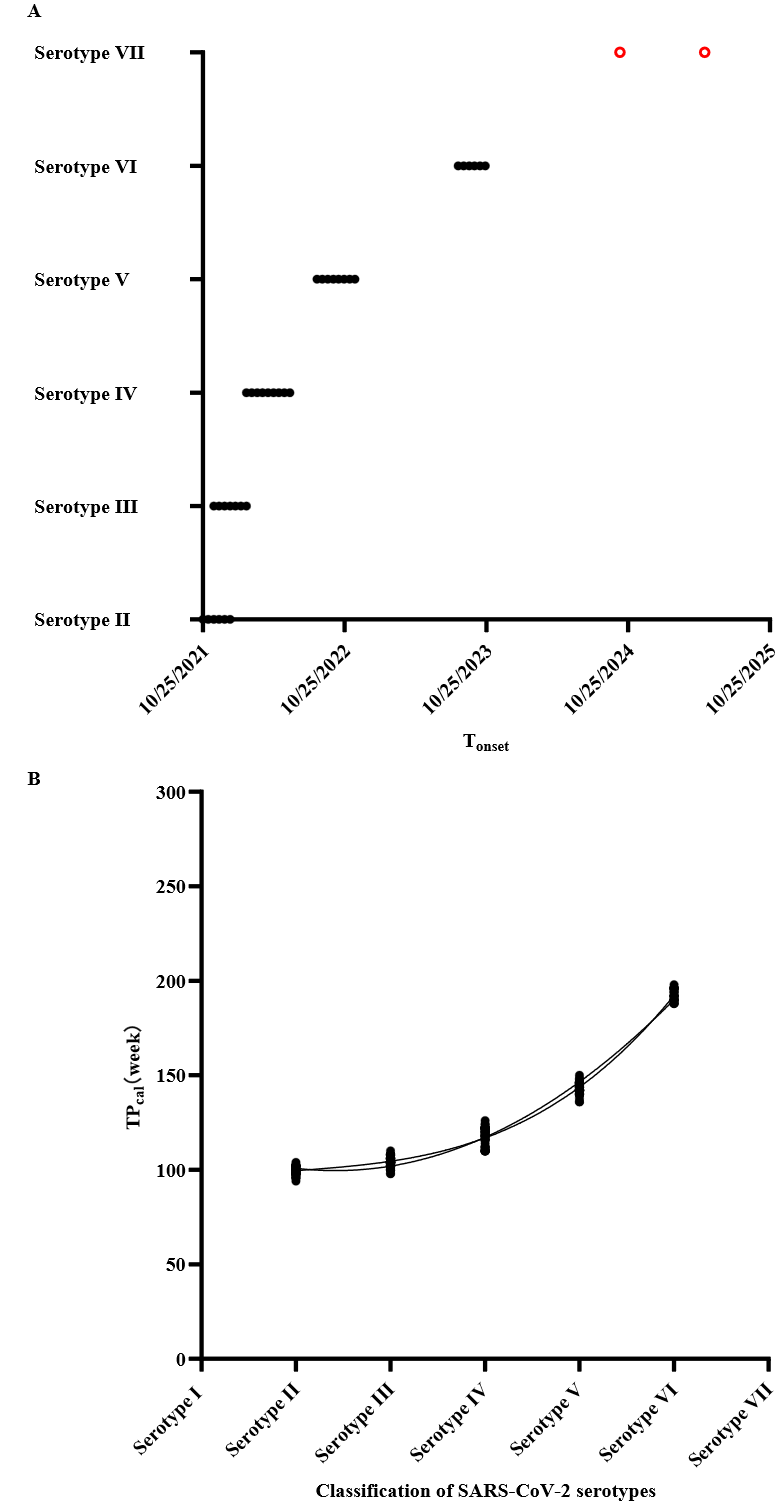 A
Serotype VII
Serotype VI
Serotype V
Serotype IV
Serotype III
Serotype II
10/25/2021
10/25/2022
10/25/2023
10/25/2024
10/25/2025
Tonset
B
300
250
200
150
100
50
0
TPcal(week)
Serotype I
Serotype II
Serotype III
Serotype IV
Serotype V
Serotype VI
Serotype VII
Classification of SARS-CoV-2 serotypes